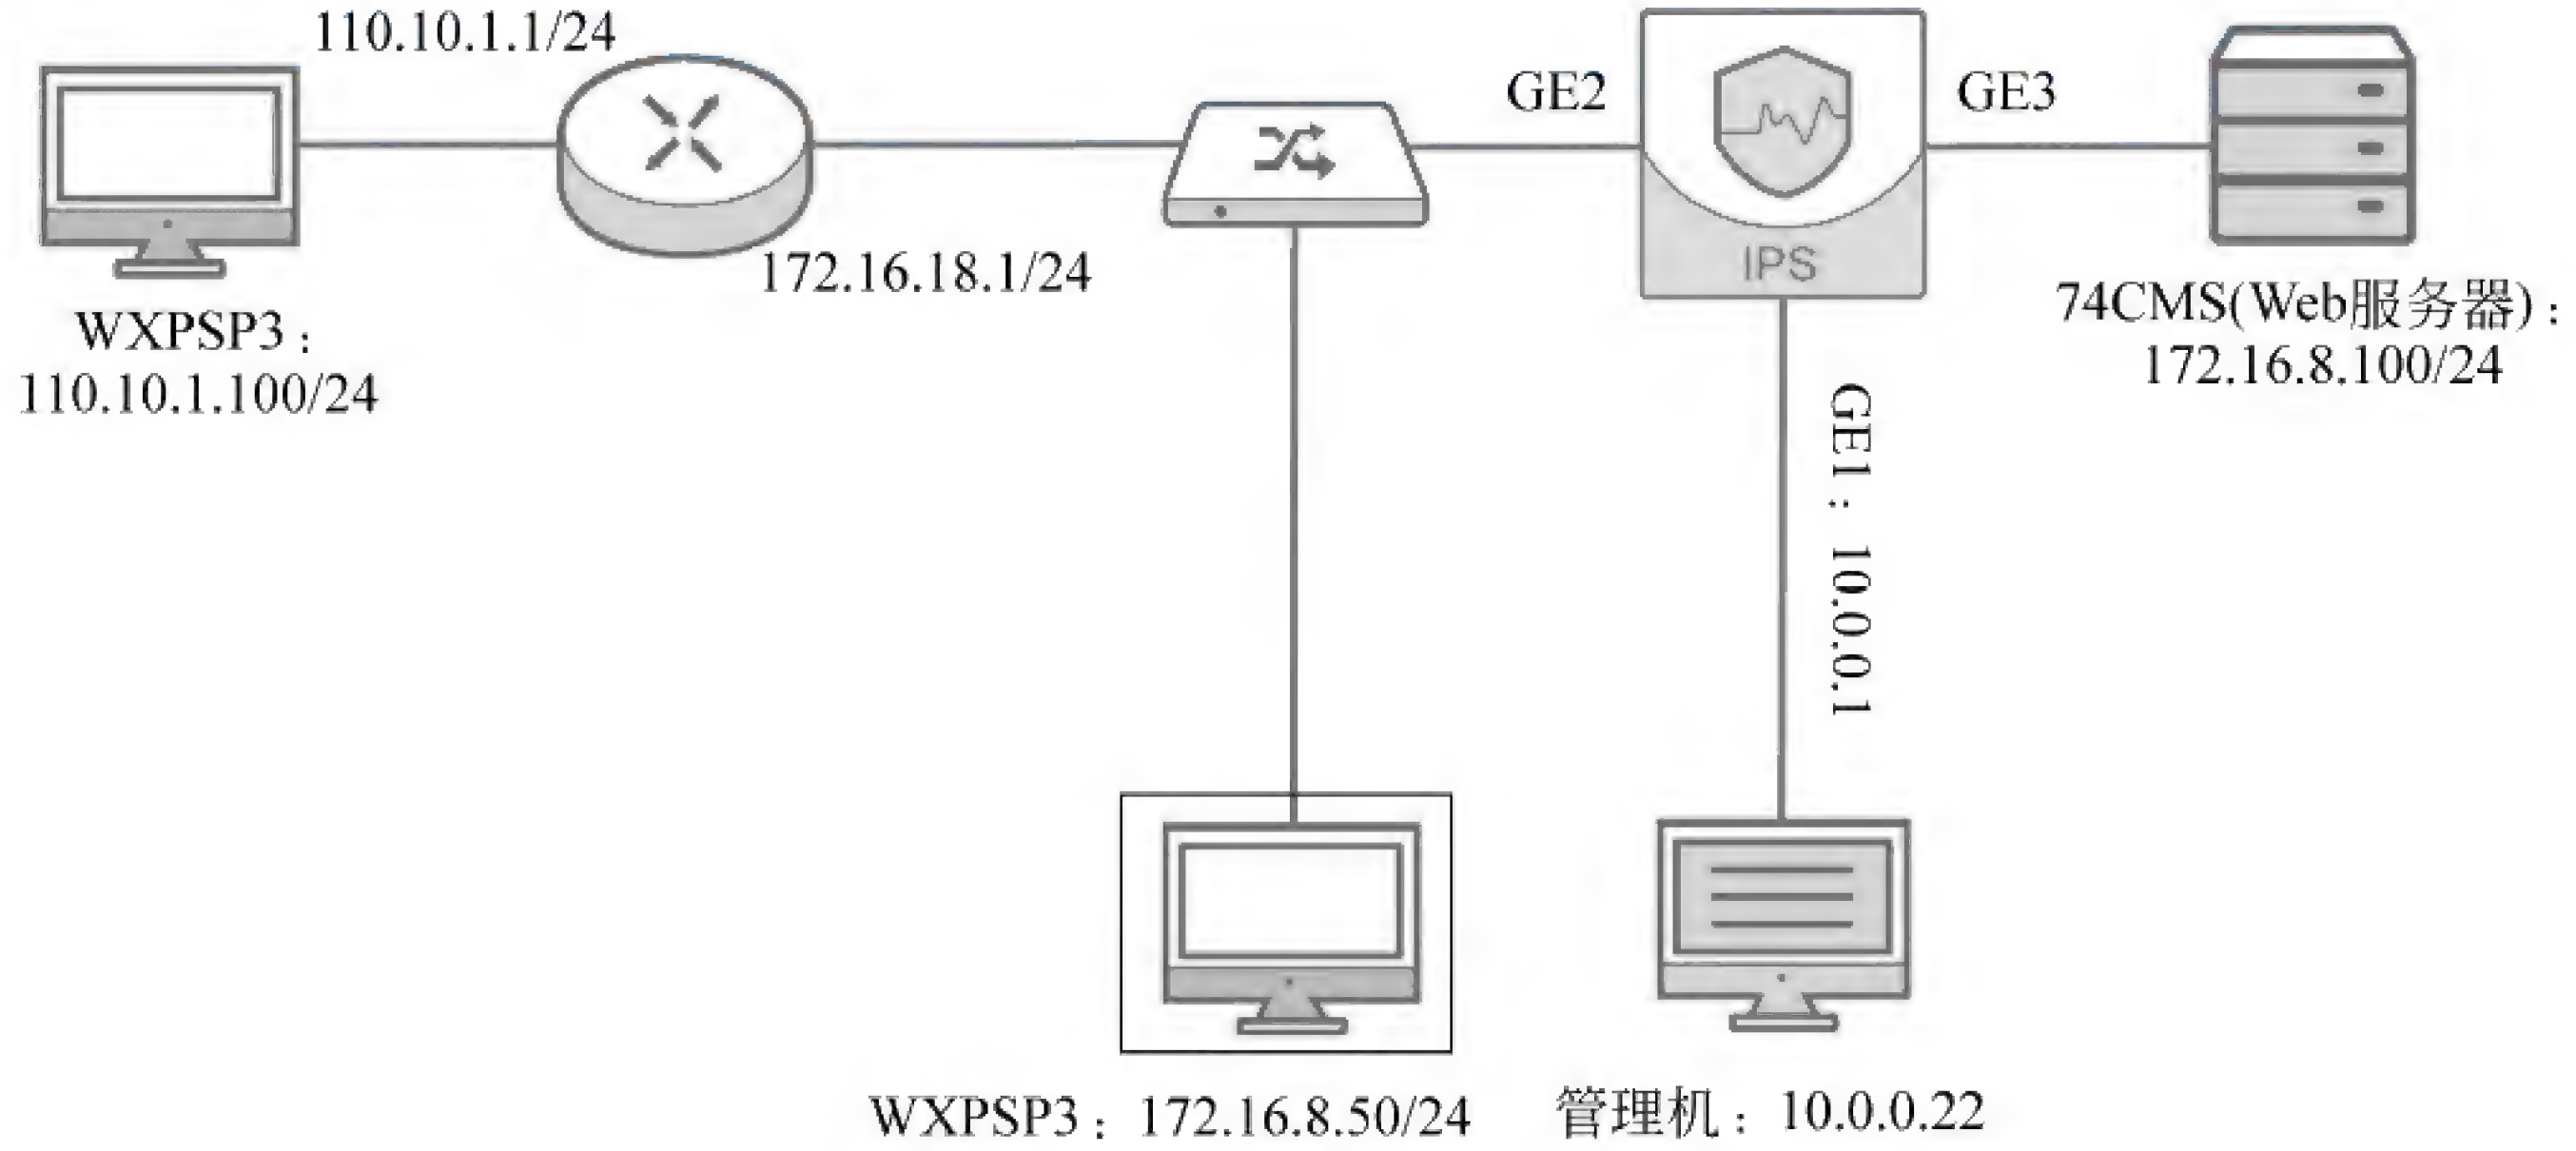 110.10.1.1/24
GE2
GE3
IPS
172.16.18.1/24
WXPSP3：
110.10.1.100/24
74CMS(Web服务器)：
172.16.8.100/24
GE1：10.0.0.1
WXPSP3：172.16.8.50/24
管理机：10.0.0.22